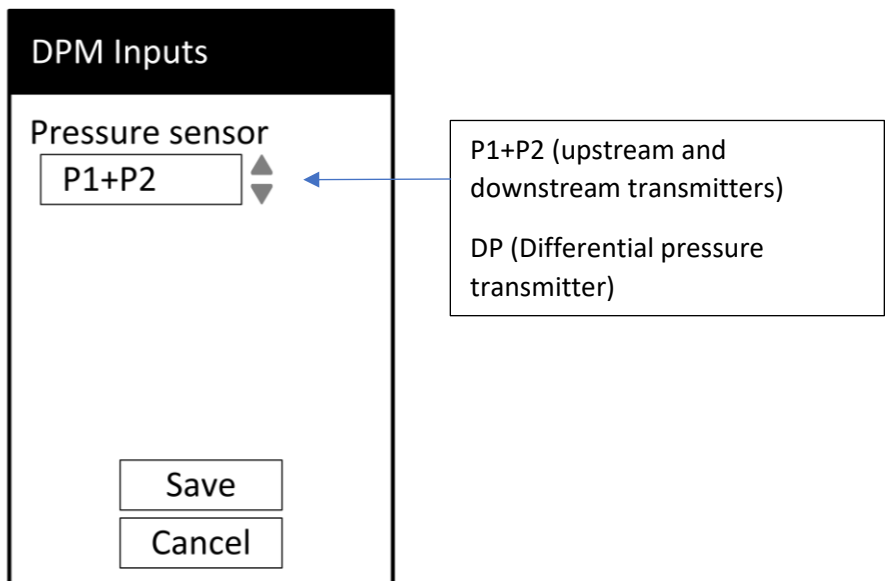 DPM Inputs
Pressure sensor
P1+P2
P1+P2 (upstream and
downstream transmitters)
DP (Differential pressure
transmitter)
Save
Cancel